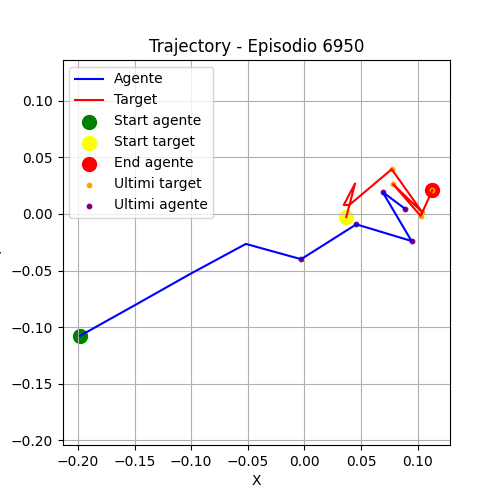 Trajectory - Episodio 6950
Agente
Target
Start agente
Start target
End agente
Ultimi target
Ultimi agente
0.10
0.05
0.00
−0.05
−0.10
−0.15
−0.20
−0.20 −0.15 −0.10 −0.05 0.00 0.05 0.10
X